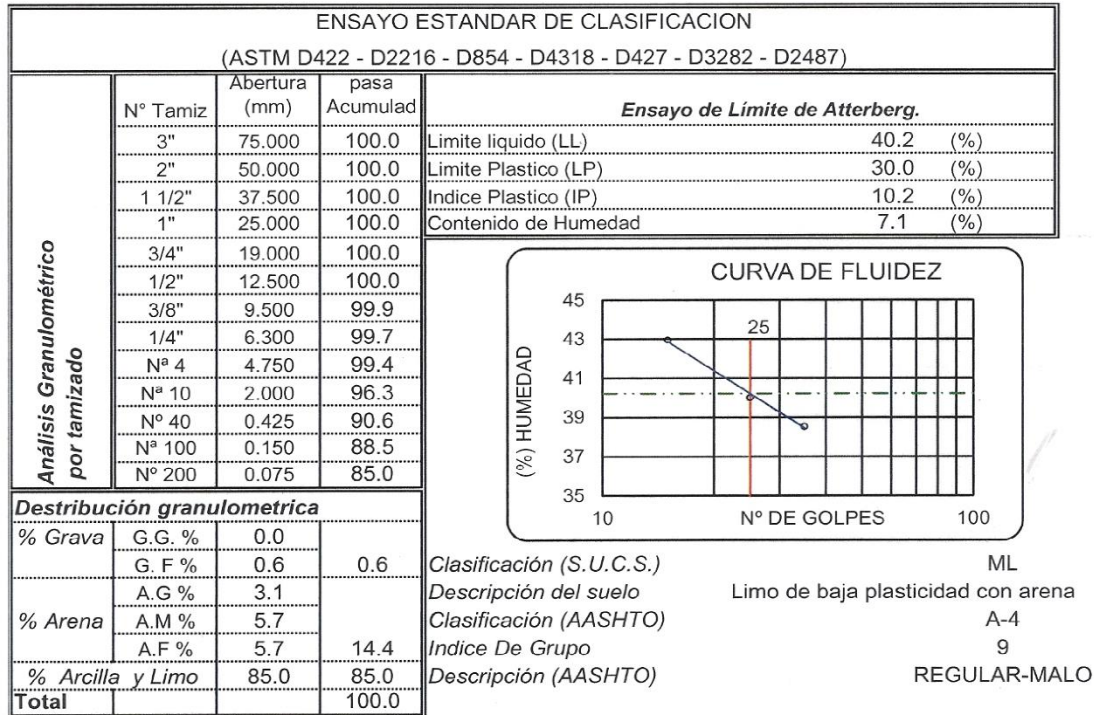 ENSAYO ESTANDAR DE CLASIFICACION
(ASTM D422 - D2216 - D854 - D4318 - D427 - D3282 - D2487)
Análisis Granulométrico
por tamizado
N° Tamiz Abertura (mm) pasa Acumulad
3" 75.000 100.0
2" 50.000 100.0
1 1/2" 37.500 100.0
1" 25.000 100.0
3/4" 19.000 100.0
1/2" 12.500 100.0
3/8" 9.500 99.9
1/4" 6.300 99.7
Nª 4 4.750 99.4
Nª 10 2.000 96.3
Nº 40 0.425 90.6
Nª 100 0.150 88.5
Nº 200 0.075 85.0
Ensayo de Límite de Atterberg.
Limite liquido (LL) 40.2 (%)
Limite Plastico (LP) 30.0 (%)
Indice Plastico (IP) 10.2 (%)
Contenido de Humedad 7.1 (%)
CURVA DE FLUIDEZ
(%) HUMEDAD
45
43
41
39
37
35
25
10 Nº DE GOLPES 100
Destribución granulometrica
% Grava G.G. % 0.0
G. F % 0.6 0.6
A.G % 3.1
% Arena A.M % 5.7
A.F % 5.7 14.4
% Arcilla y Limo 85.0 85.0
Total 100.0
Clasificación (S.U.C.S.) ML
Descripción del suelo Limo de baja plasticidad con arena
Clasificación (AASHTO) A-4
Indice De Grupo 9
Descripción (AASHTO) REGULAR-MALO